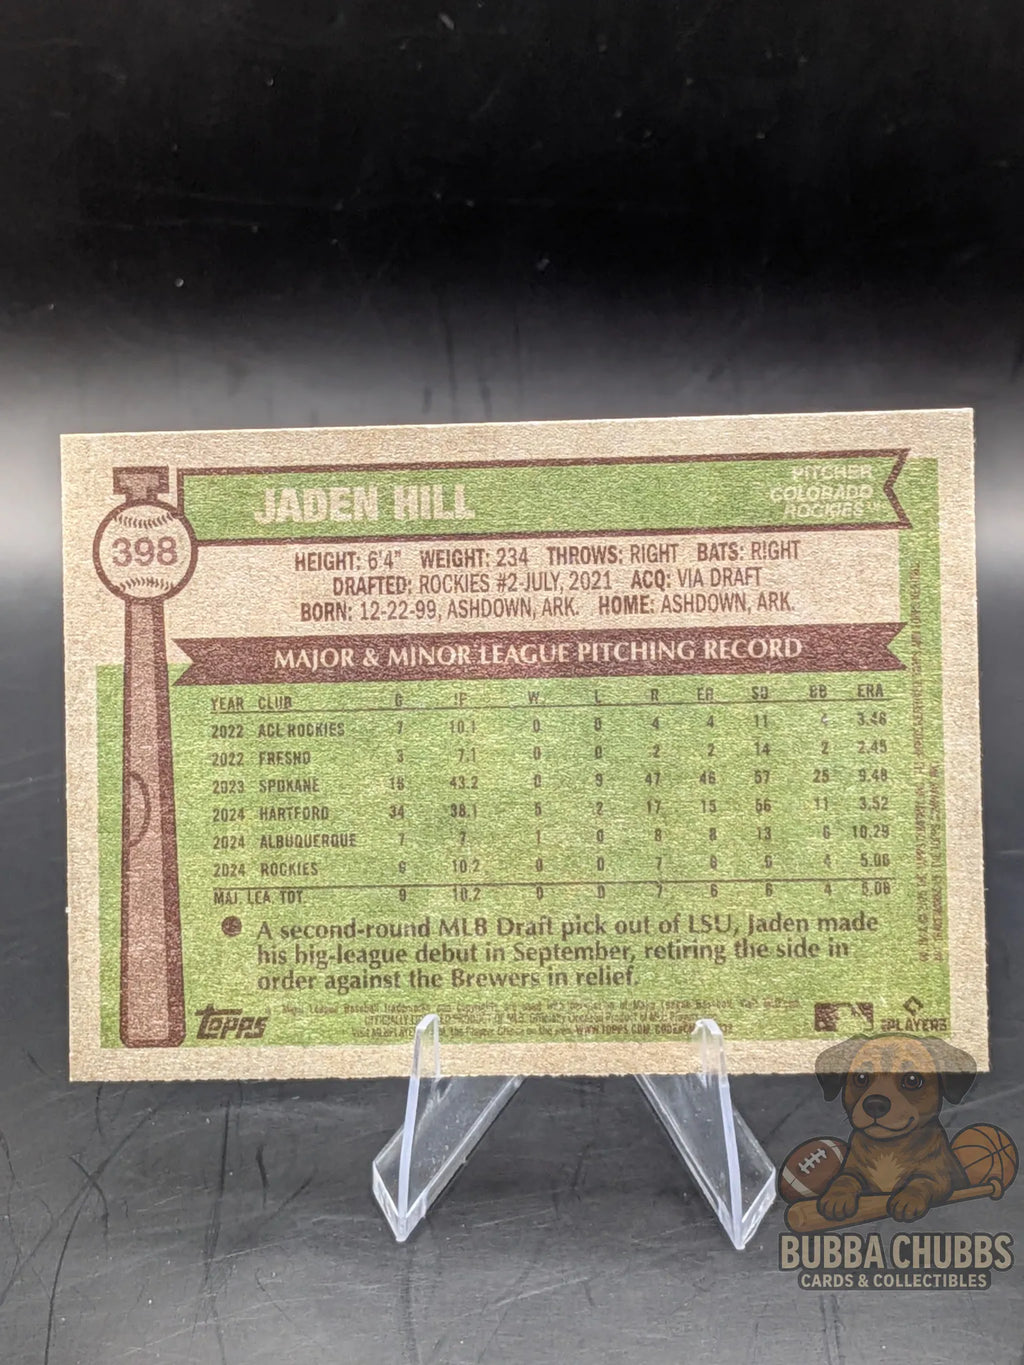 JADEN HILL
PITCHER
COLORADO
ROCKIES™
398
HEIGHT: 6'4" WEIGHT: 234 THROWS: RIGHT BATS: RIGHT
DRAFTED: ROCKIES #2-JULY, 2021 ACQ: VIA DRAFT
BORN: 12-22-99, ASHDOWN, ARK. HOME: ASHDOWN, ARK.
MAJOR & MINOR LEAGUE PITCHING RECORD
YEAR CLUB G IP W L R ER SO BB ERA
2022 ACL ROCKIES 7 10.1 0 0 4 4 11 4 3.48
2022 FRESNO 3 7.1 0 0 2 2 14 2 2.45
2023 SPOKANE 16 43.2 0 9 47 46 57 25 9.48
2024 HARTFORD 34 38.1 5 2 17 15 56 11 3.52
2024 ALBUQUERQUE 7 7 1 0 8 8 13 6 10.29
2024 ROCKIES 9 10.2 0 0 7 6 6 4 5.06
MAJ. LEA. TOT. 9 10.2 0 0 7 6 6 4 5.06
A second-round MLB Draft pick out of LSU, Jaden made
his big-league debut in September, retiring the side in
order against the Brewers in relief.
Topps
PLAYERS
BUBBA CHUBBS
CARDS & COLLECTIBLES